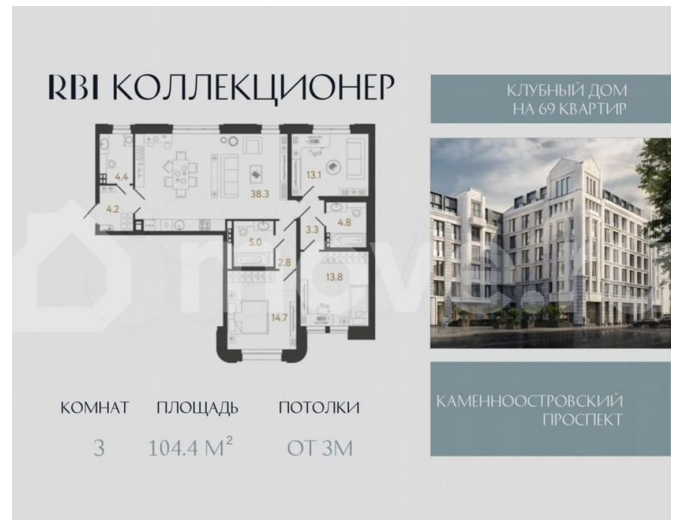 RBI КОЛЛЕКЦИОНЕР
КЛУБНЫЙ ДОМ
НА 69 КВАРТИР
4.4
38.3
13.1
4.2
5.0
3.3
4.8
2.8
13.8
14.7
КОМНАТ ПЛОЩАДЬ ПОТОЛКИ
3 104.4 М² ОТ 3М
КАМЕННООСТРОВСКИЙ
ПРОСПЕКТ